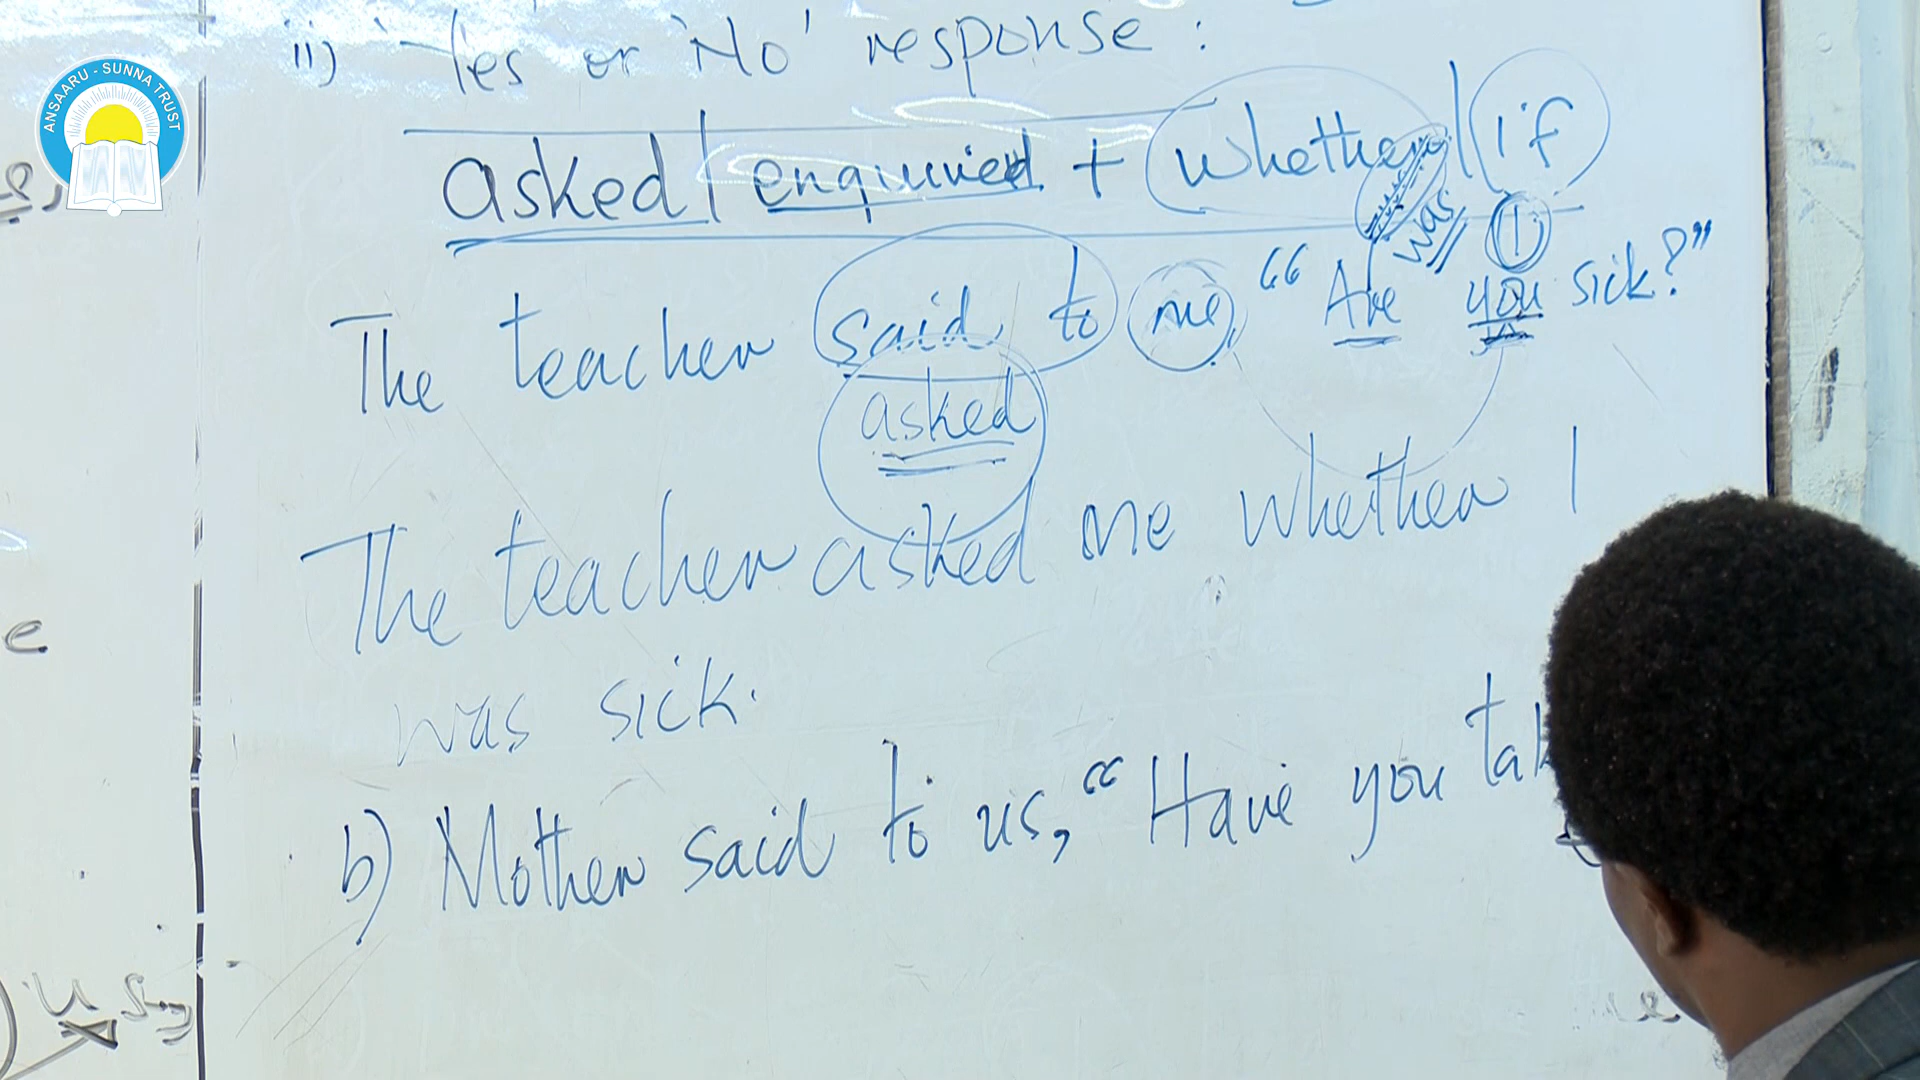 ANSAARU - SUNNA TRUST
ii) 'Yes or 'No' response:
asked / enquired + whether / if
was I
The teacher said to me, “Are you sick?”
asked
The teacher asked me whether I
was sick.
b) Mother said to us, “Have you tak